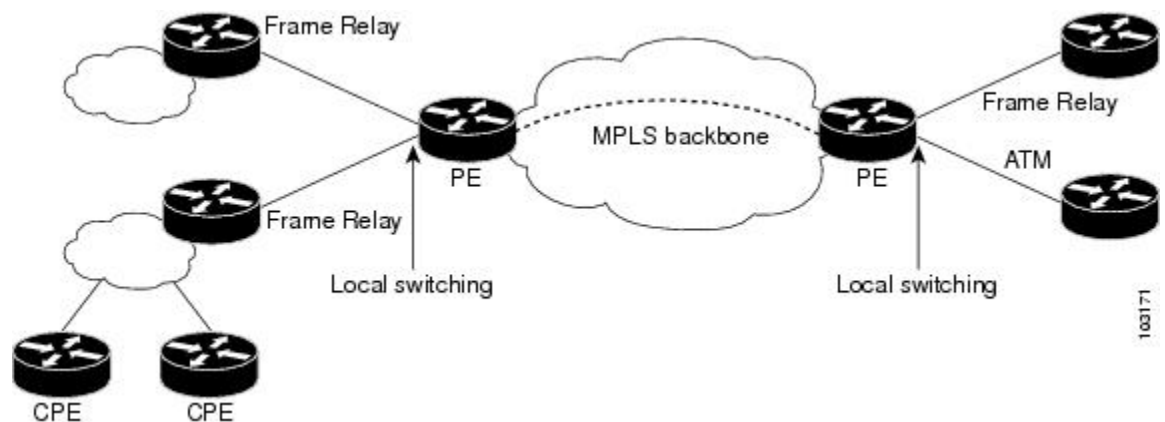 Frame Relay
Frame Relay
MPLS backbone
PE
PE
ATM
Frame Relay
Local switching
Local switching
103171
CPE
CPE